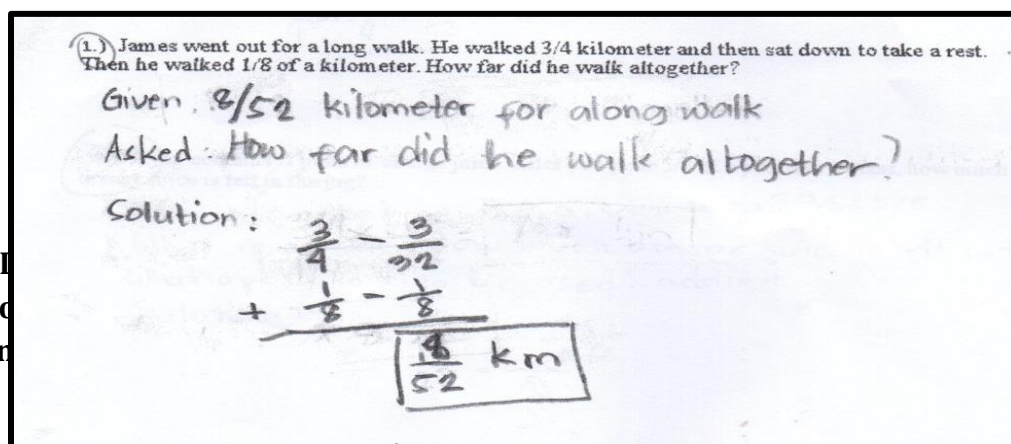 1.) James went out for a long walk. He walked 3/4 kilometer and then sat down to take a rest.
Then he walked 1/8 of a kilometer. How far did he walk altogether?
Given: 8/52 kilometer for along walk
Asked: How far did he walk altogether?
Solution:
3/4 - 3/32
+ 1/8 - 1/8
52 km